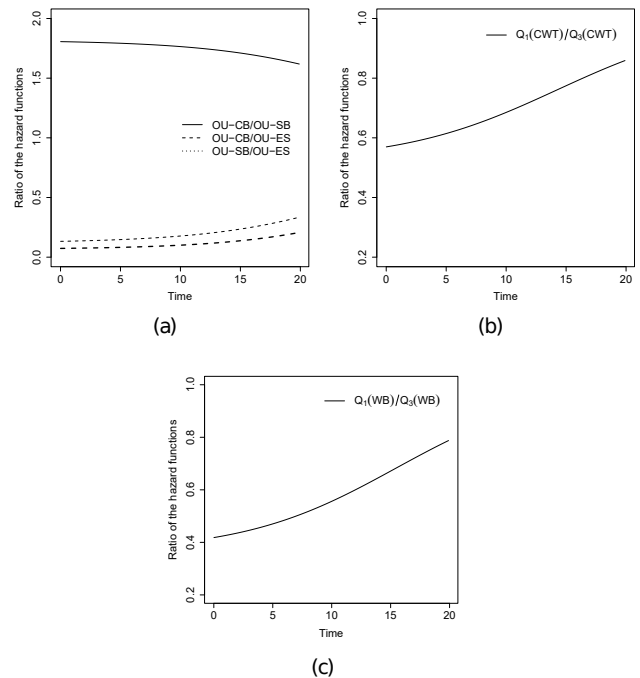 2.0
1.5
1.0
0.5
0.0
Ratio of the hazard functions
OU−CB/OU−SB
OU−CB/OU−ES
OU−SB/OU−ES
0 5 10 15 20
Time
(a)
1.0
0.8
0.6
0.4
0.2
Ratio of the hazard functions
Q₁(CWT)/Q₃(CWT)
0 5 10 15 20
Time
(b)
1.0
0.8
0.6
0.4
0.2
Ratio of the hazard functions
Q₁(WB)/Q₃(WB)
0 5 10 15 20
Time
(c)